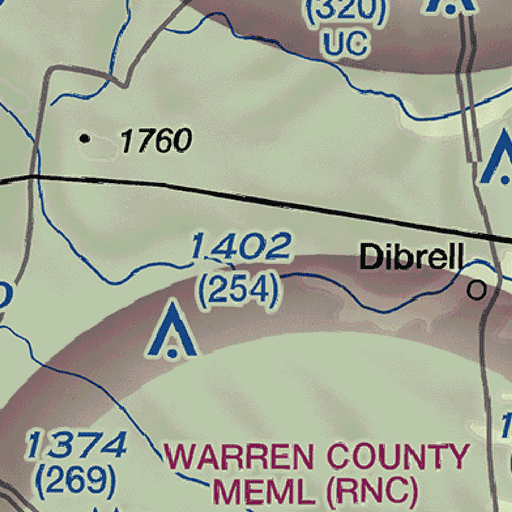 (320)
UC
1760
1402
(254)
Dibrell
1374
(269)
WARREN COUNTY
MEML (RNC)